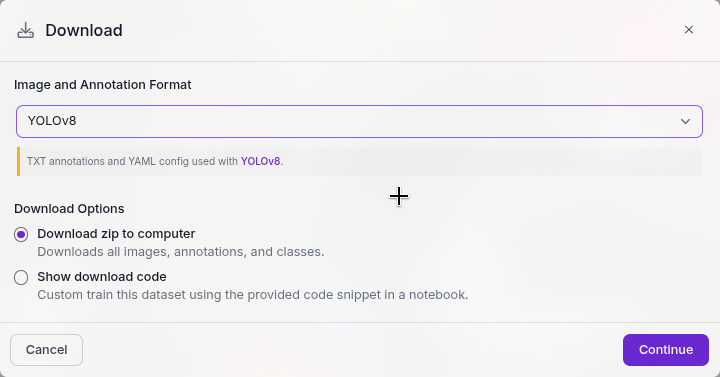 Download
Image and Annotation Format
YOLOv8
TXT annotations and YAML config used with YOLOv8.
Download Options
Download zip to computer
Downloads all images, annotations, and classes.
Show download code
Custom train this dataset using the provided code snippet in a notebook.
Cancel
Continue